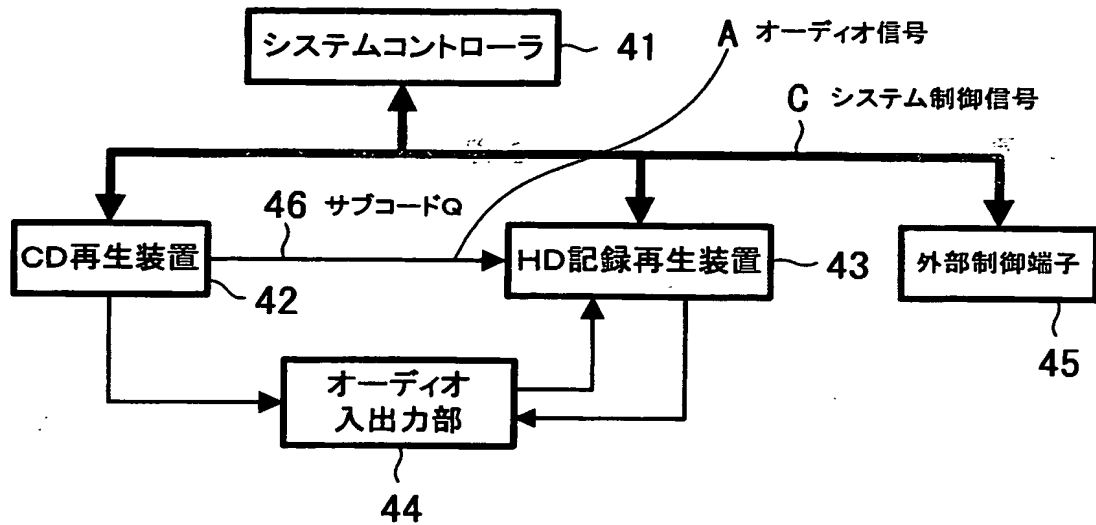 システムコントローラ 41
A オーディオ信号
C システム制御信号
46 サブコードQ
CD再生装置
42
HD記録再生装置 43
外部制御端子
45
オーディオ
入出力部
44